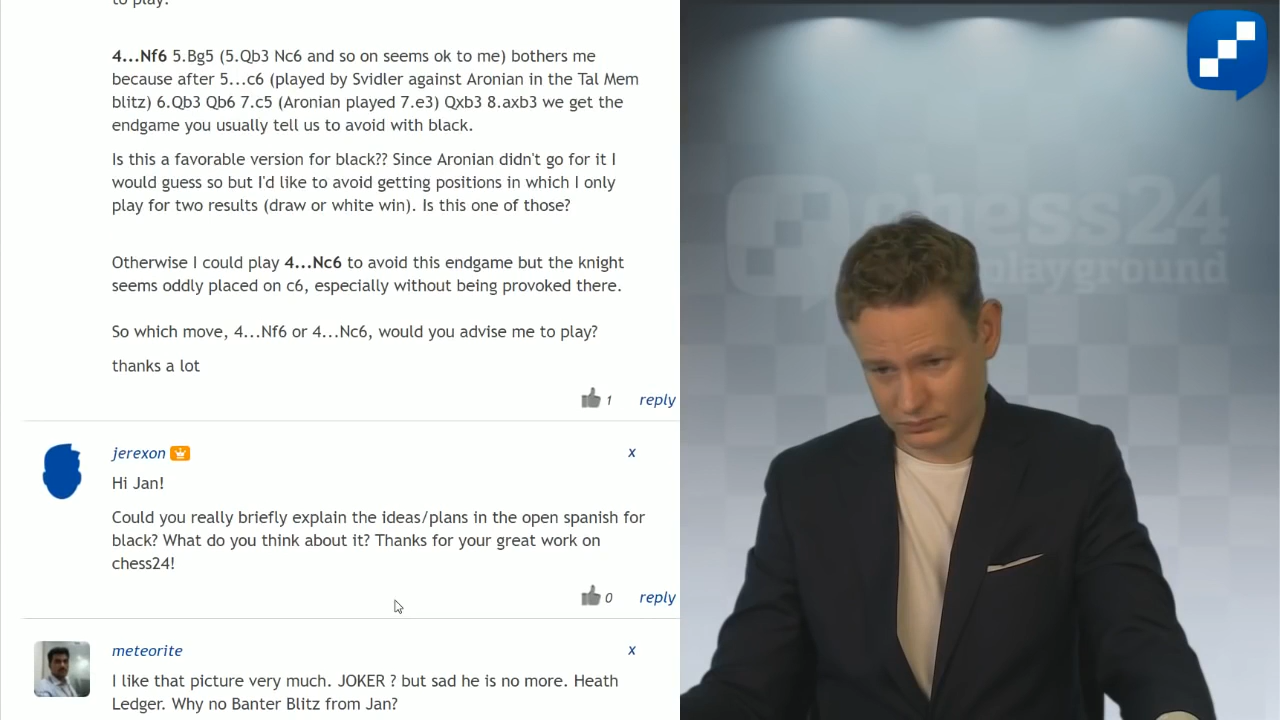 to play.
4...Nf6 5.Bg5 (5.Qb3 Nc6 and so on seems ok to me) bothers me
because after 5...c6 (played by Svidler against Aronian in the Tal Mem
blitz) 6.Qb3 Qb6 7.c5 (Aronian played 7.e3) Qxb3 8.axb3 we get the
endgame you usually tell us to avoid with black.
Is this a favorable version for black?? Since Aronian didn't go for it I
would guess so but I'd like to avoid getting positions in which I only
play for two results (draw or white win). Is this one of those?
Otherwise I could play 4...Nc6 to avoid this endgame but the knight
seems oddly placed on c6, especially without being provoked there.
So which move, 4...Nf6 or 4...Nc6, would you advise me to play?
thanks a lot
1 reply
jerexon x
Hi Jan!
Could you really briefly explain the ideas/plans in the open spanish for
black? What do you think about it? Thanks for your great work on
chess24!
0 reply
meteorite x
I like that picture very much. JOKER ? but sad he is no more. Heath
Ledger. Why no Banter Blitz from Jan?
chess24
playground